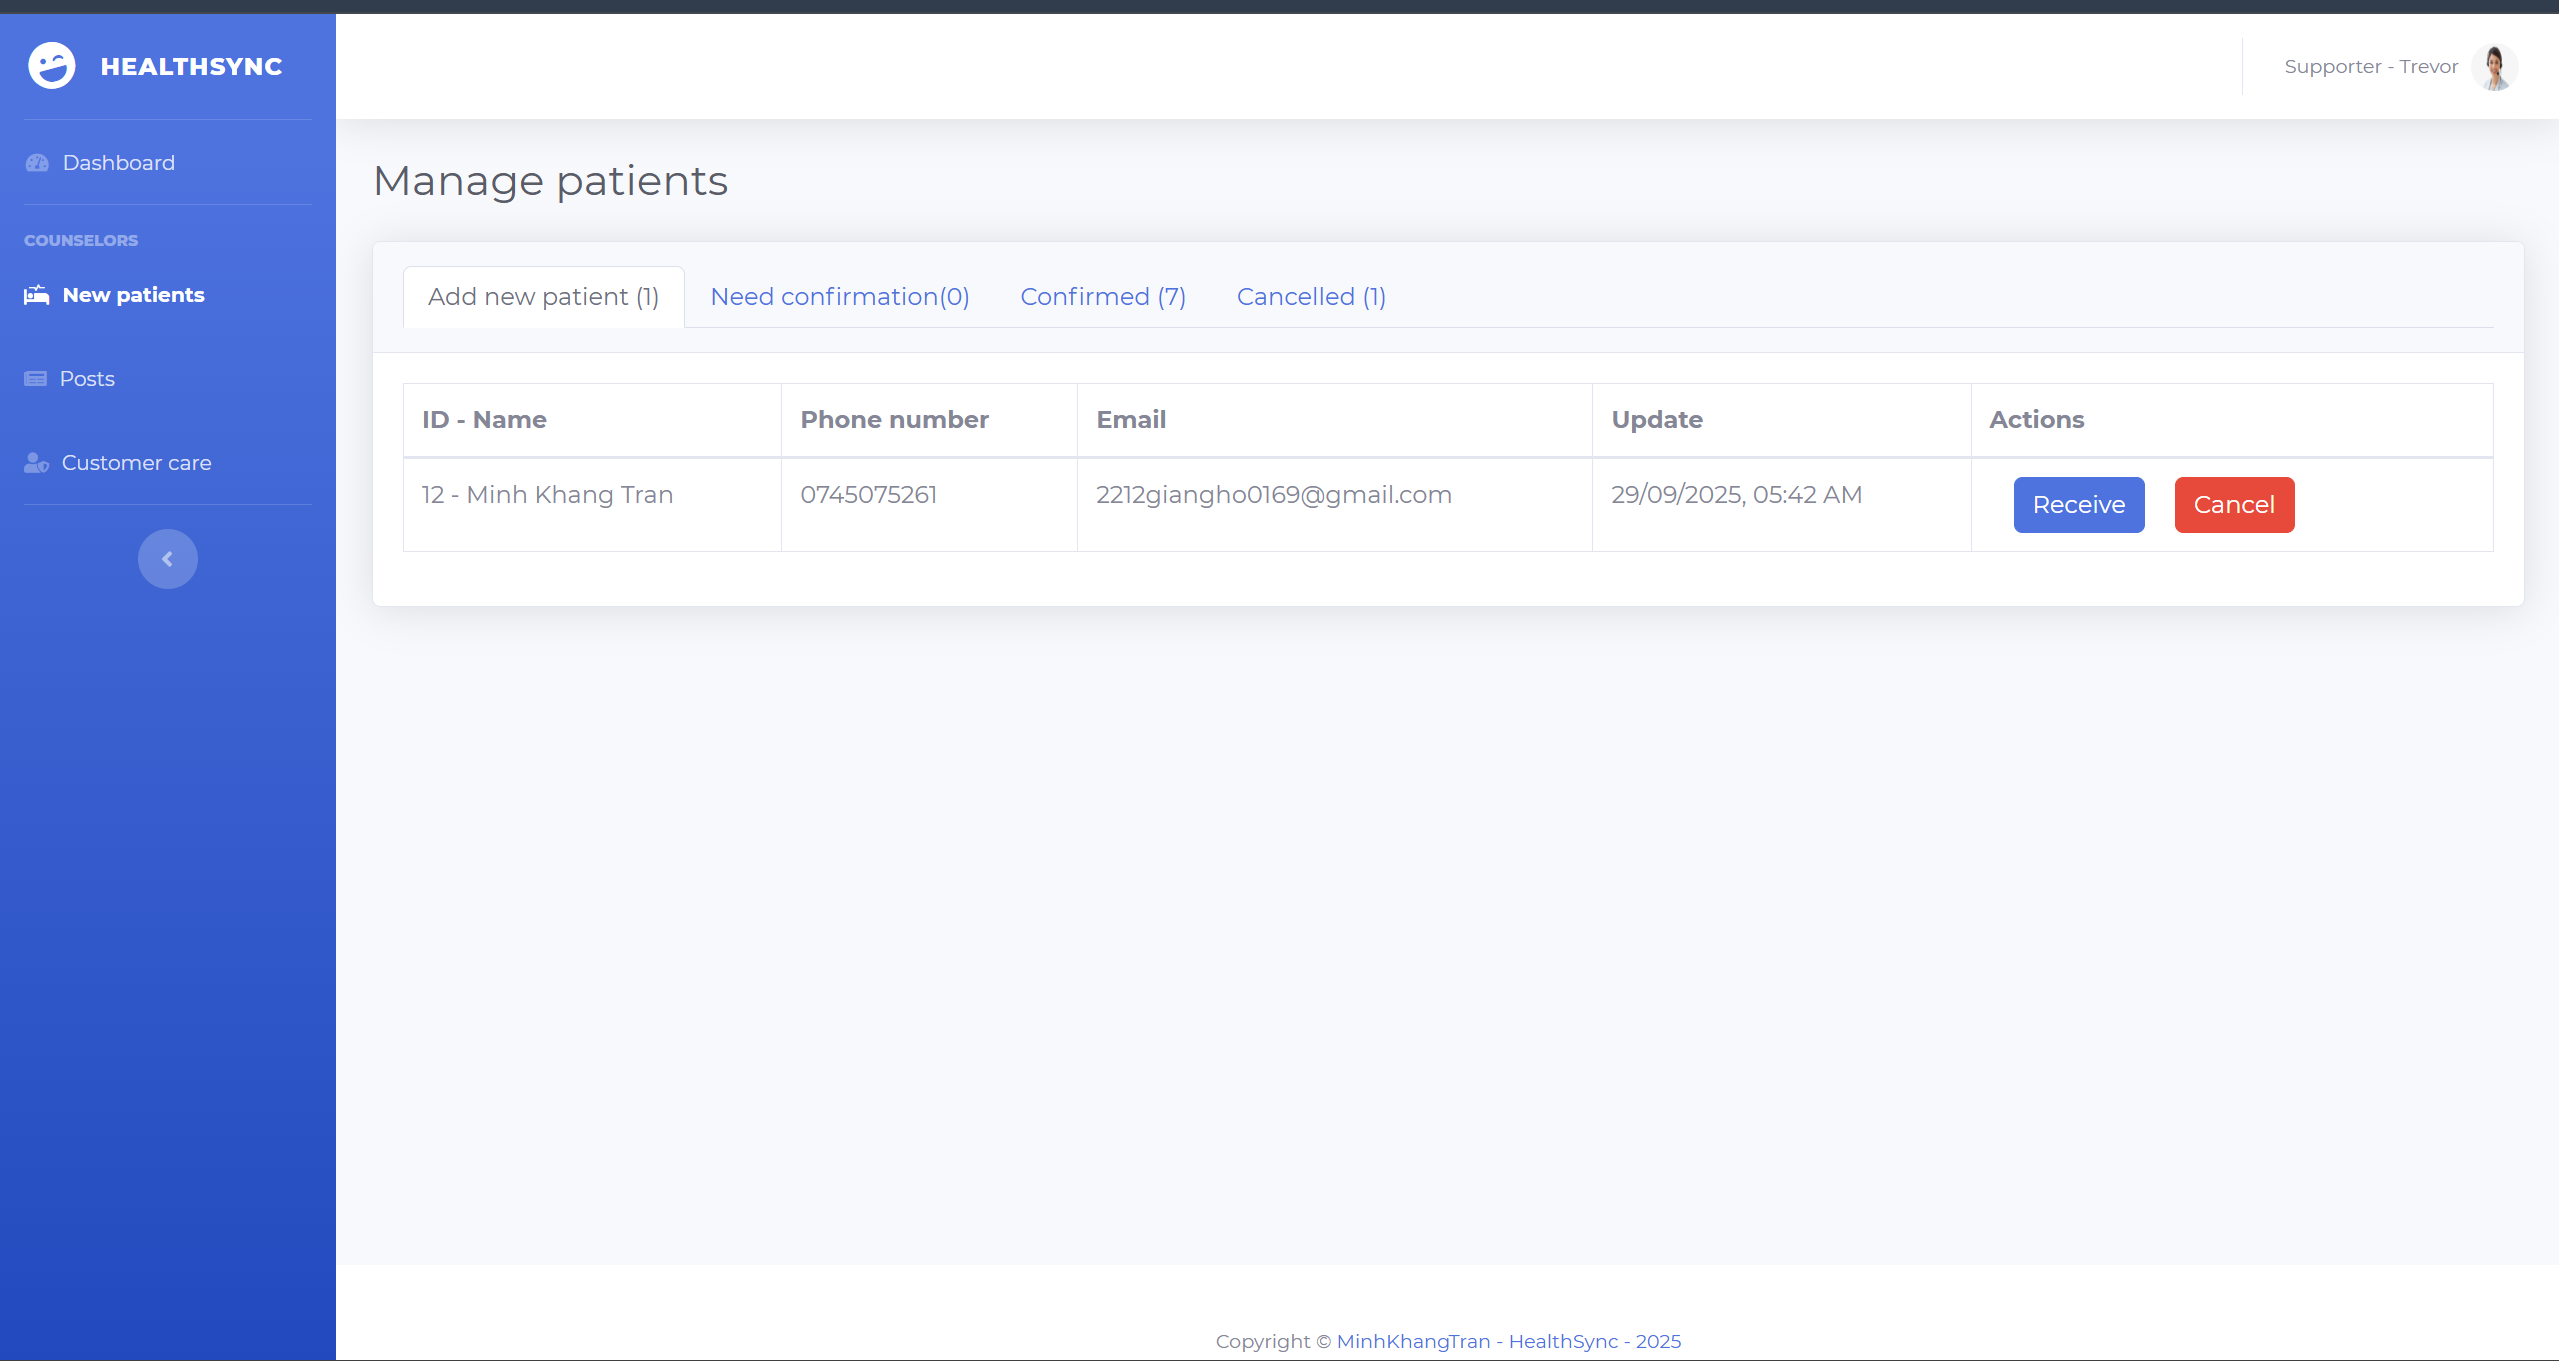 HEALTHSYNC
Supporter - Trevor
Dashboard
COUNSELORS
New patients
Posts
Customer care
Manage patients
Add new patient (1) Need confirmation(0) Confirmed (7) Cancelled (1)
ID - Name Phone number Email Update Actions
12 - Minh Khang Tran 0745075261 2212giangho0169@gmail.com 29/09/2025, 05:42 AM Receive Cancel
Copyright © MinhKhangTran - HealthSync - 2025